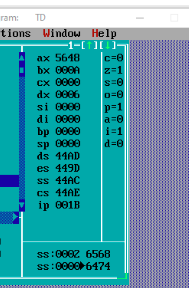 ram: TD
tions Window Help
1=[↑][↓]
ax 5648 c=0
bx 000A z=1
cx 0000 s=0
dx 0006 o=0
si 0000 p=1
di 0000 a=0
bp 0000 i=1
sp 0000 d=0
ds 44AD
es 449D
ss 44AC
cs 44AE
ip 001B
ss:0002 6568
ss:0000▶6474